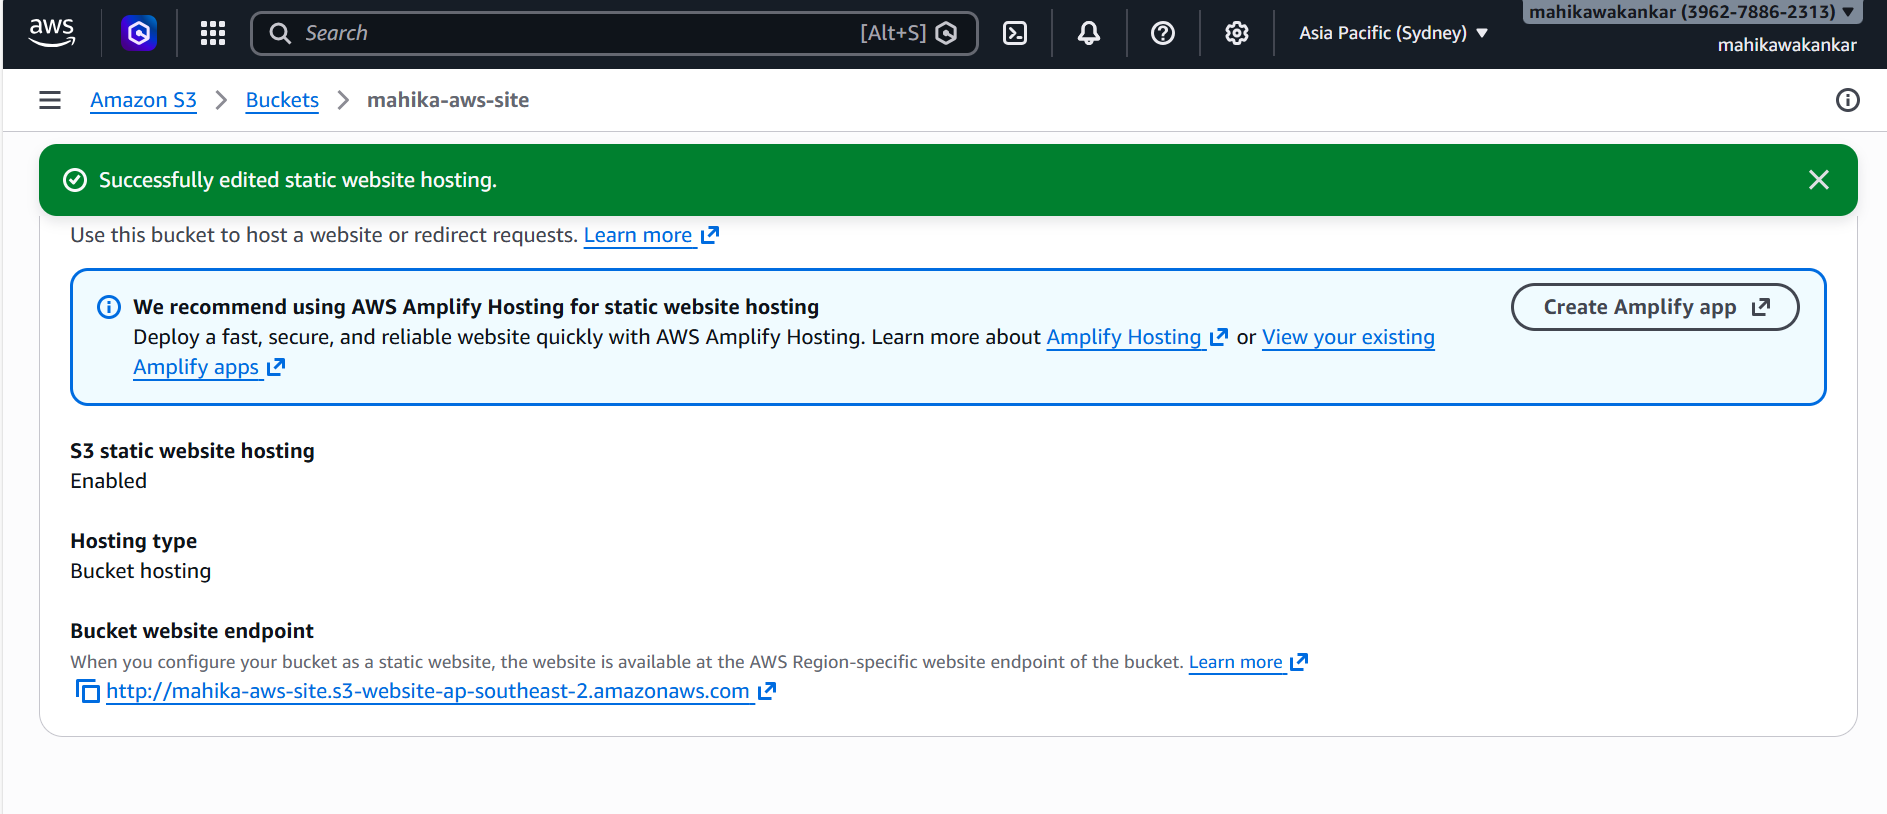 aws
Search [Alt+S]
Asia Pacific (Sydney)
mahikawakankar (3962-7886-2313)
mahikawakankar
Amazon S3 Buckets mahika-aws-site
Successfully edited static website hosting.
Use this bucket to host a website or redirect requests. Learn more
We recommend using AWS Amplify Hosting for static website hosting
Create Amplify app
Deploy a fast, secure, and reliable website quickly with AWS Amplify Hosting. Learn more about Amplify Hosting or View your existing
Amplify apps
S3 static website hosting
Enabled
Hosting type
Bucket hosting
Bucket website endpoint
When you configure your bucket as a static website, the website is available at the AWS Region-specific website endpoint of the bucket. Learn more
http://mahika-aws-site.s3-website-ap-southeast-2.amazonaws.com